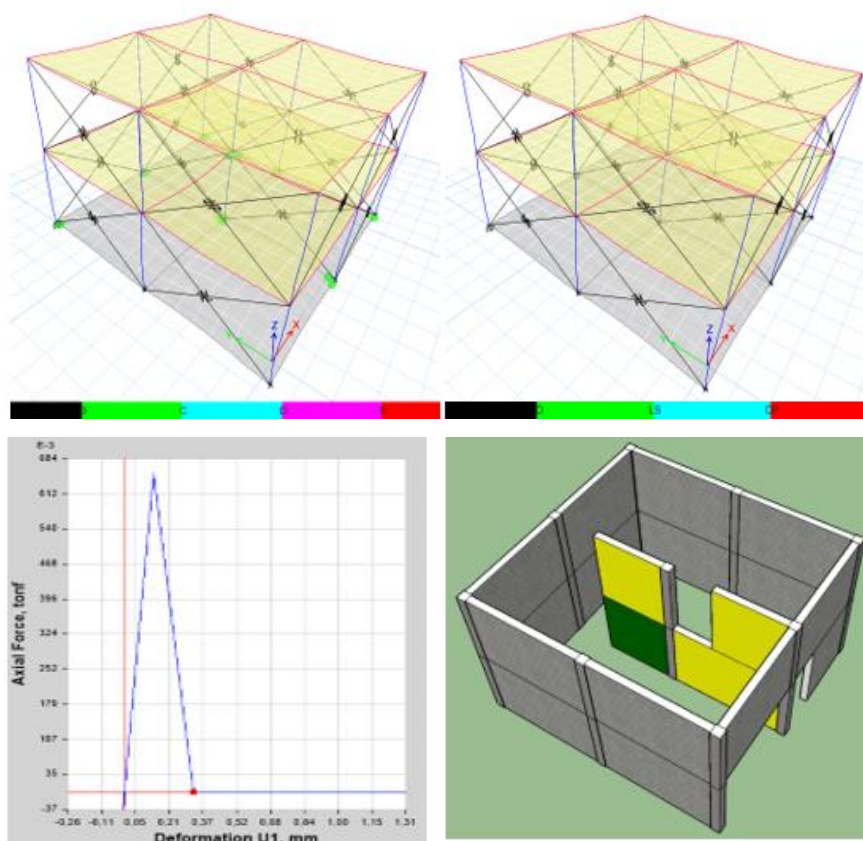 Z
X
Y
Z
X
Y
C
D
LS
CP
E-3
684
612
540
468
396
324
252
179
107
35
-37
Axial Force, tonf
-0,26 -0,11 0,05 0,21 0,37 0,52 0,68 0,84 1,00 1,15 1,31
Deformation U1, mm